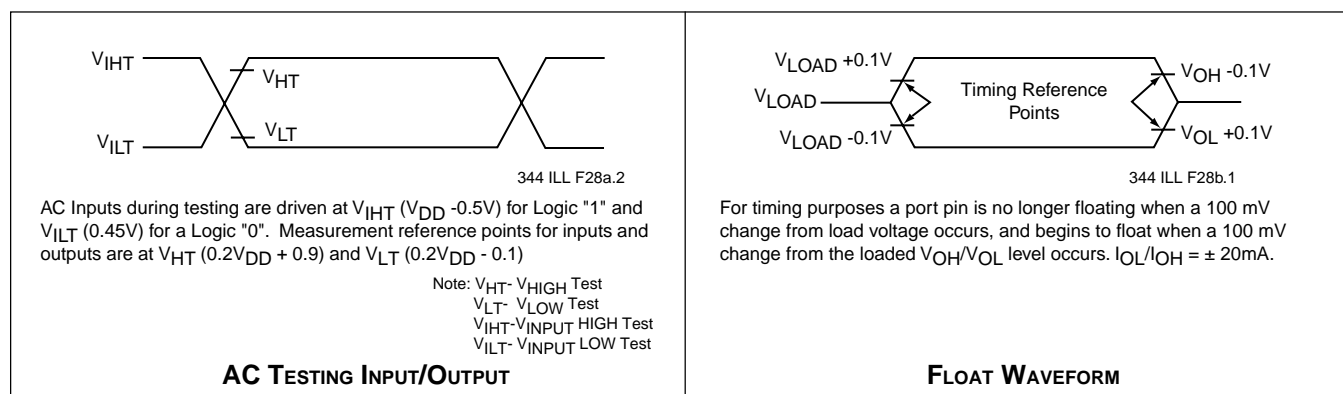 VIHT
VHT
VLT
VILT
344 ILL F28a.2
AC Inputs during testing are driven at VIHT (VDD -0.5V) for Logic "1" and
VILT (0.45V) for a Logic "0". Measurement reference points for inputs and
outputs are at VHT (0.2VDD + 0.9) and VLT (0.2VDD - 0.1)
Note: VHT- VHIGH Test
VLT- VLOW Test
VIHT-VINPUT HIGH Test
VILT- VINPUT LOW Test
AC TESTING INPUT/OUTPUT
VLOAD +0.1V
VLOAD
VLOAD -0.1V
Timing Reference
Points
VOH -0.1V
VOL +0.1V
344 ILL F28b.1
For timing purposes a port pin is no longer floating when a 100 mV
change from load voltage occurs, and begins to float when a 100 mV
change from the loaded VOH/VOL level occurs. IOL/IOH = ± 20mA.
FLOAT WAVEFORM